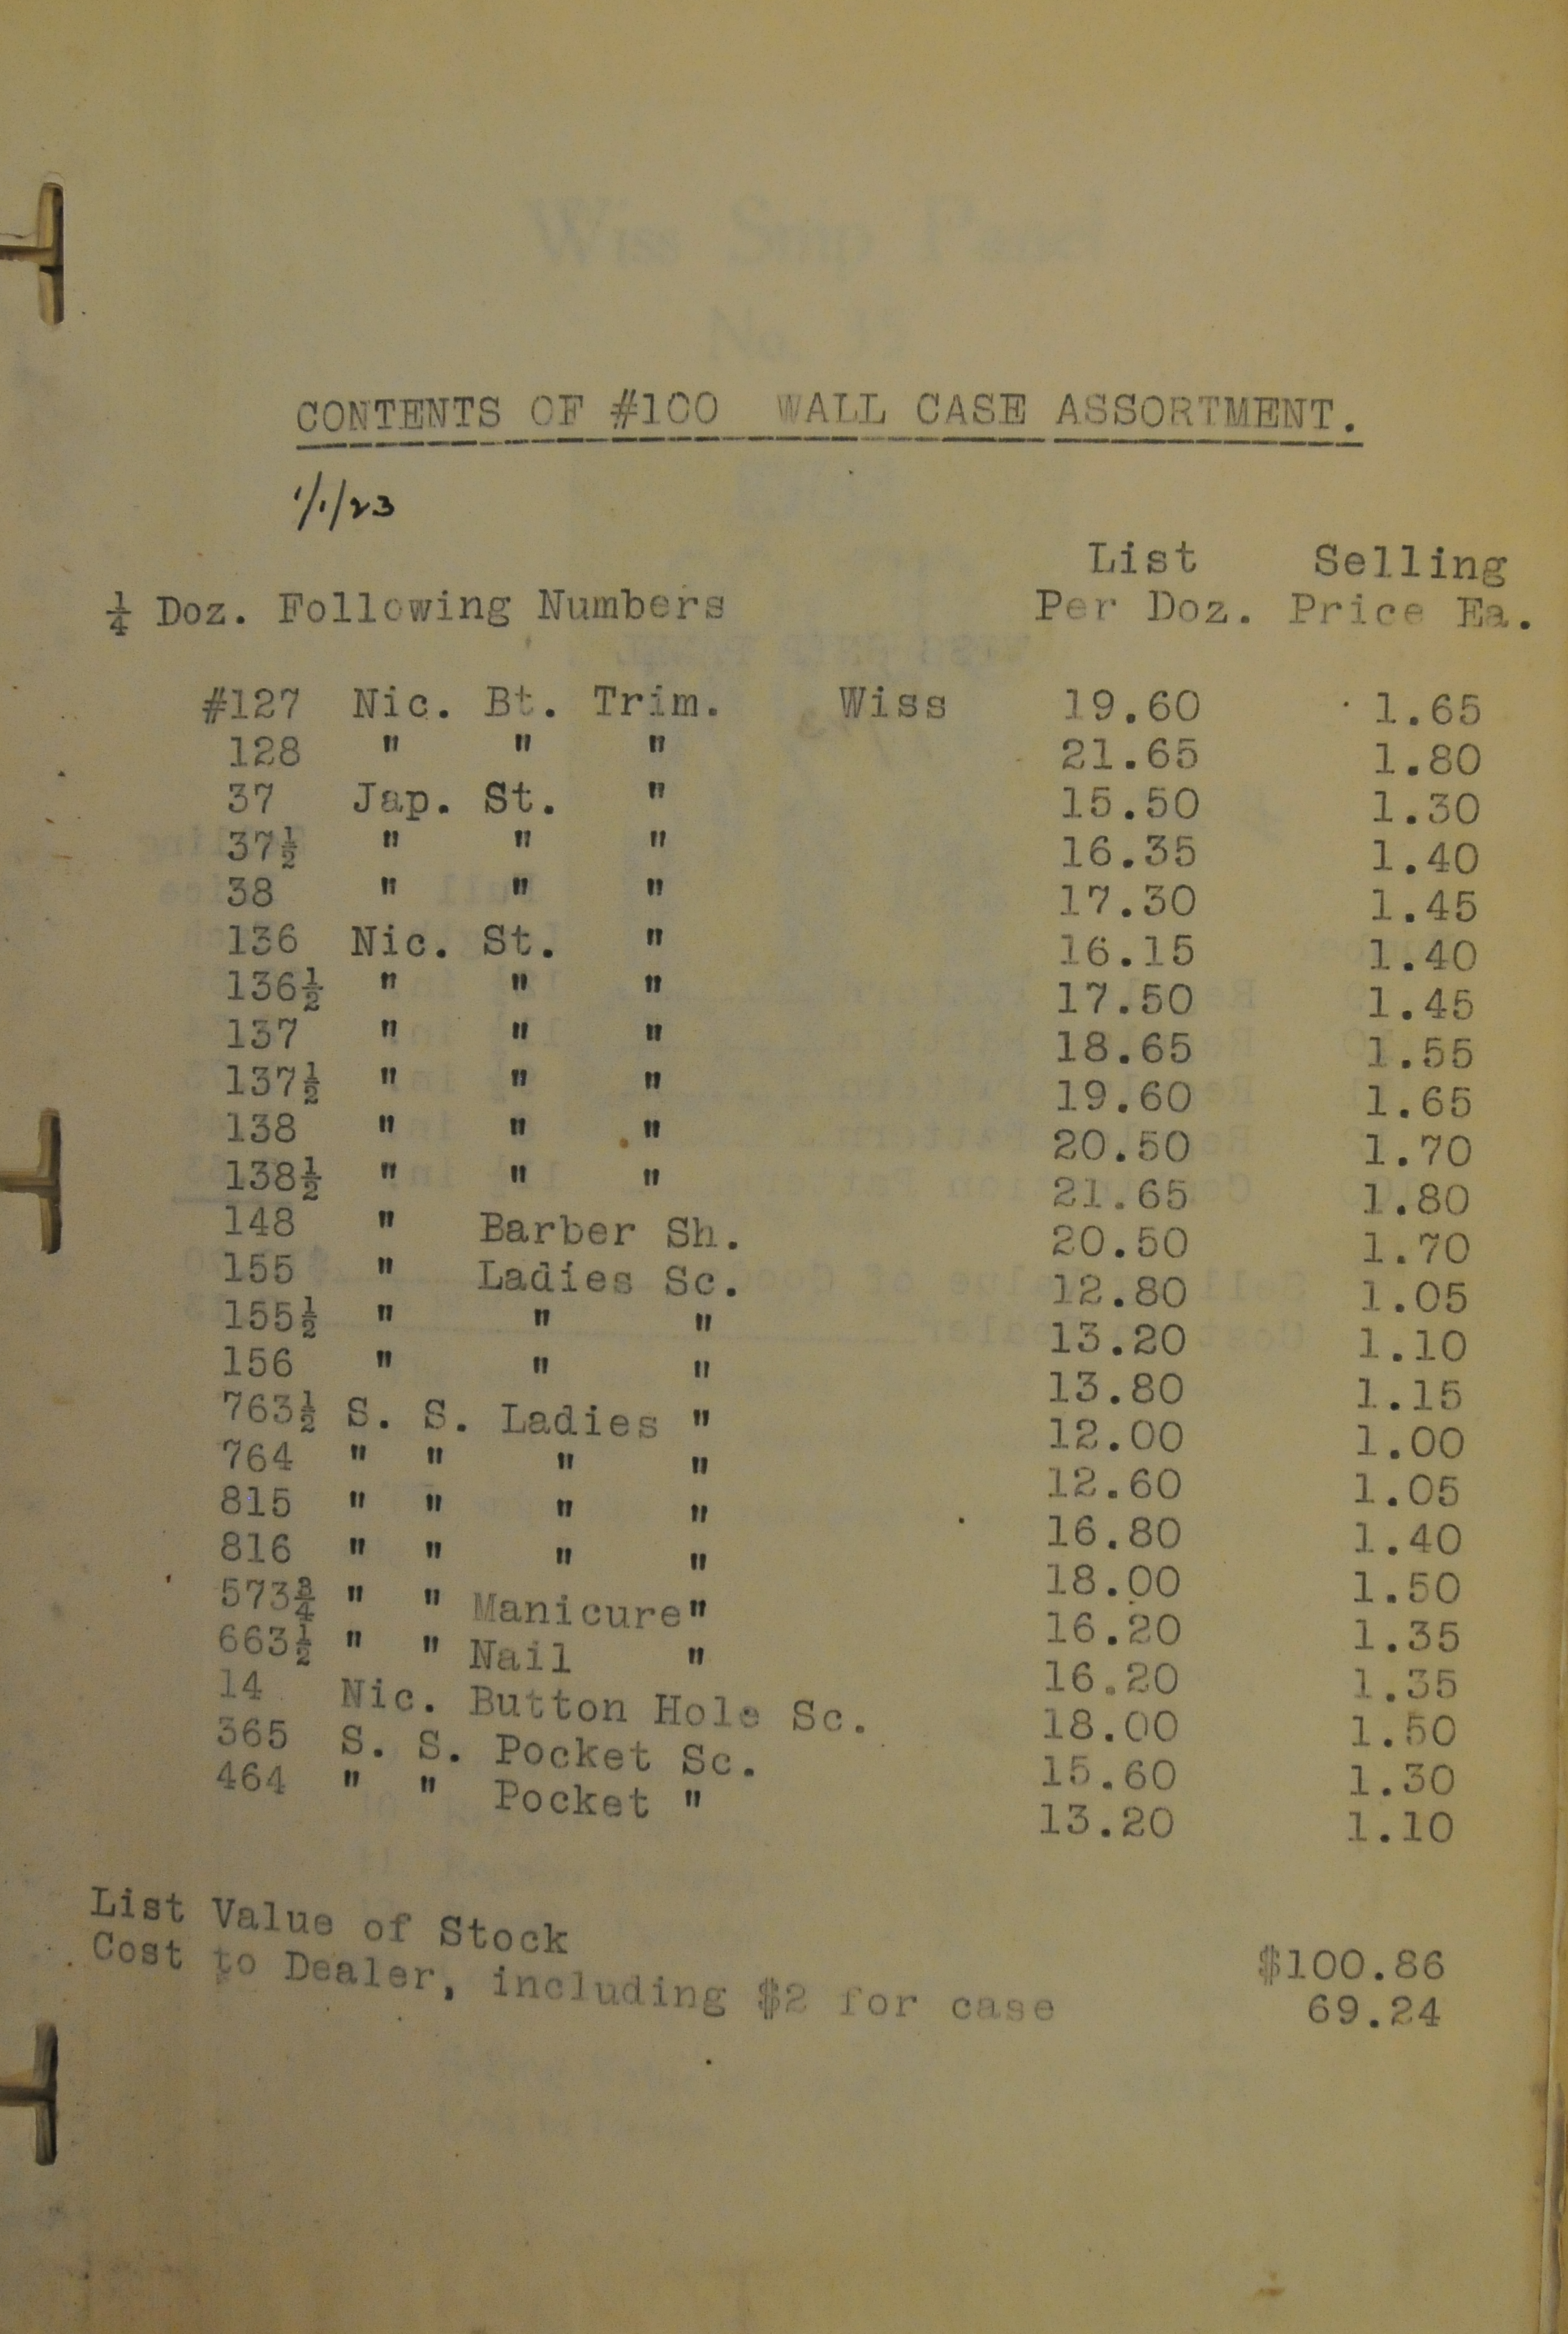 CONTENTS OF #100 WALL CASE ASSORTMENT.
1/1/23
List Selling
¼ Doz. Following Numbers Per Doz. Price Ea.
#127 Nic. Bt. Trim. Wiss 19.60 1.65
128 " " " 21.65 1.80
37 Jap. St. " 15.50 1.30
37½ " " " 16.35 1.40
38 " " " 17.30 1.45
136 Nic. St. " 16.15 1.40
136½ " " " 17.50 1.45
137 " " " 18.65 1.55
137½ " " " 19.60 1.65
138 " " " 20.50 1.70
138½ " " " 21.65 1.80
148 " Barber Sh. 20.50 1.70
155 " Ladies Sc. 12.80 1.05
155½ " " " 13.20 1.10
156 " " " 13.80 1.15
763½ S. S. Ladies " 12.00 1.00
764 " " " " 12.60 1.05
815 " " " " 16.80 1.40
816 " " " " 18.00 1.50
573¾ " " Manicure" 16.20 1.35
663½ " " Nail " 16.20 1.35
14 Nic. Button Hole Sc. 18.00 1.50
365 S. S. Pocket Sc. 15.60 1.30
464 " " Pocket " 13.20 1.10
List Value of Stock $100.86
Cost to Dealer, including $2 for case 69.24